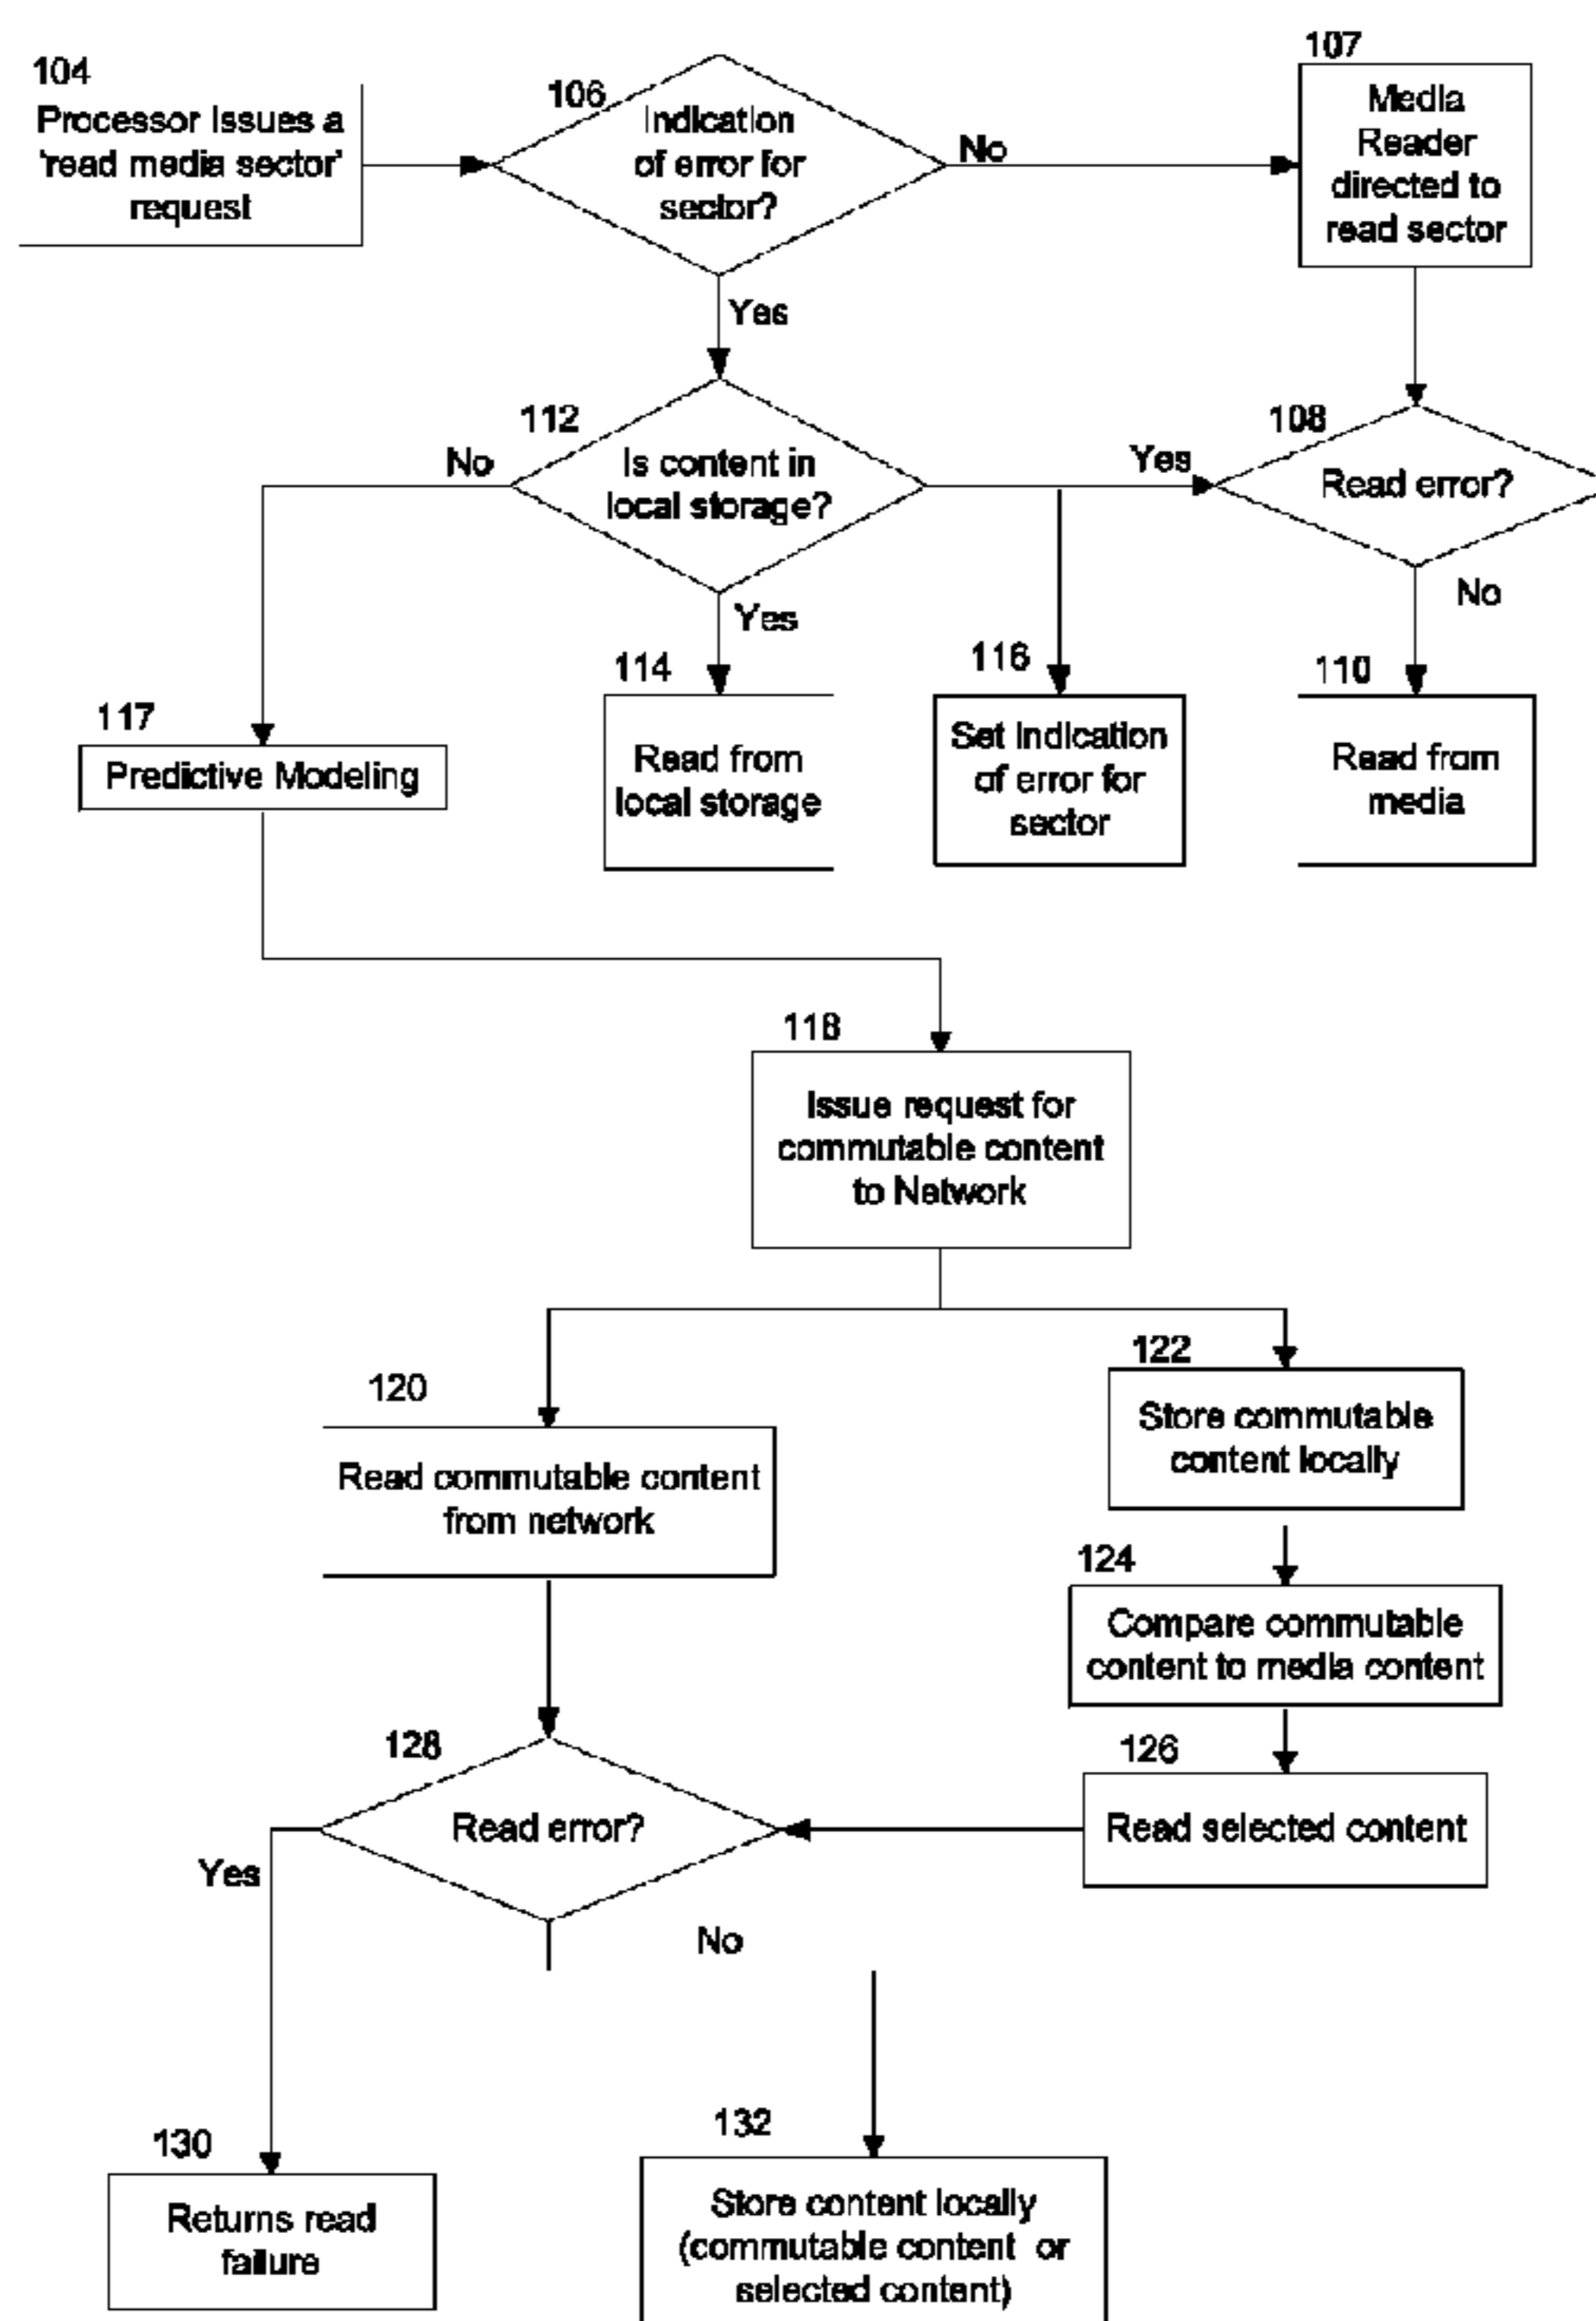 104
Processor issues a
'read media sector'
request
106
Indication
of error for
sector?
No
107
Media
Reader
directed to
read sector
Yes
112
Is content in
local storage?
No
Yes
108
Read error?
Yes
No
114
Read from
local storage
116
Set indication
of error for
sector
110
Read from
media
117
Predictive Modeling
118
Issue request for
commutable content
to Network
120
Read commutable content
from network
122
Store commutable
content locally
124
Compare commutable
content to media content
126
Read selected content
128
Read error?
Yes
No
130
Returns read
failure
132
Store content locally
(commutable content or
selected content)